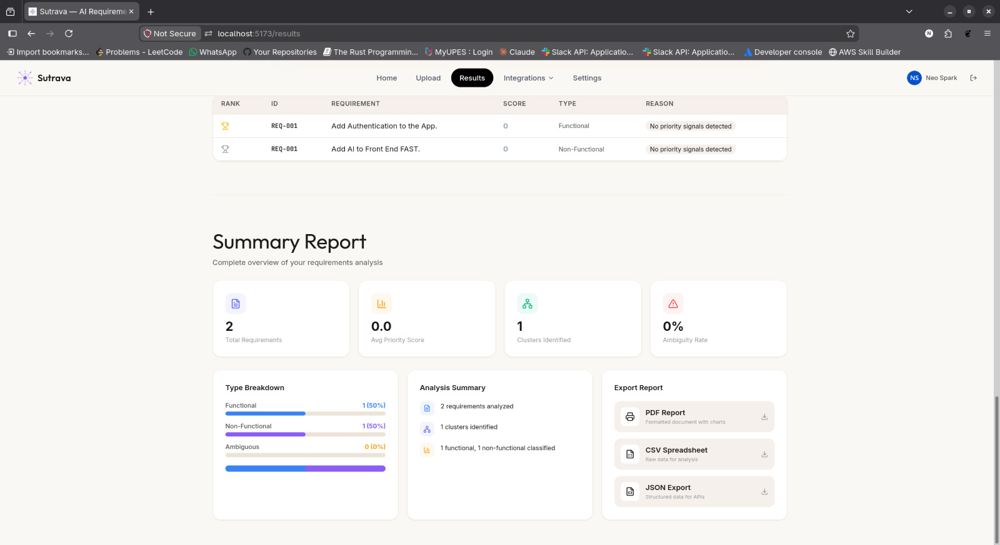 Sutrava — AI Requireme
Not Secure localhost:5173/results
N
Import bookmarks... Problems - LeetCode WhatsApp Your Repositories The Rust Programmin... MyUPES : Login Claude Slack API: Applicatio... Slack API: Applicatio... Developer console AWS Skill Builder
Sutrava Home Upload Results Integrations Settings NS Neo Spark
RANK ID REQUIREMENT SCORE TYPE REASON
REQ-001 Add Authentication to the App. 0 Functional No priority signals detected
REQ-001 Add AI to Front End FAST. 0 Non-Functional No priority signals detected
Summary Report
Complete overview of your requirements analysis
2
Total Requirements
0.0
Avg Priority Score
1
Clusters Identified
0%
Ambiguity Rate
Type Breakdown
Functional 1 (50%)
Non-Functional 1 (50%)
Ambiguous 0 (0%)
Analysis Summary
2 requirements analyzed
1 clusters identified
1 functional, 1 non-functional classified
Export Report
PDF Report
Formatted document with charts
CSV Spreadsheet
Raw data for analysis
JSON Export
Structured data for APIs